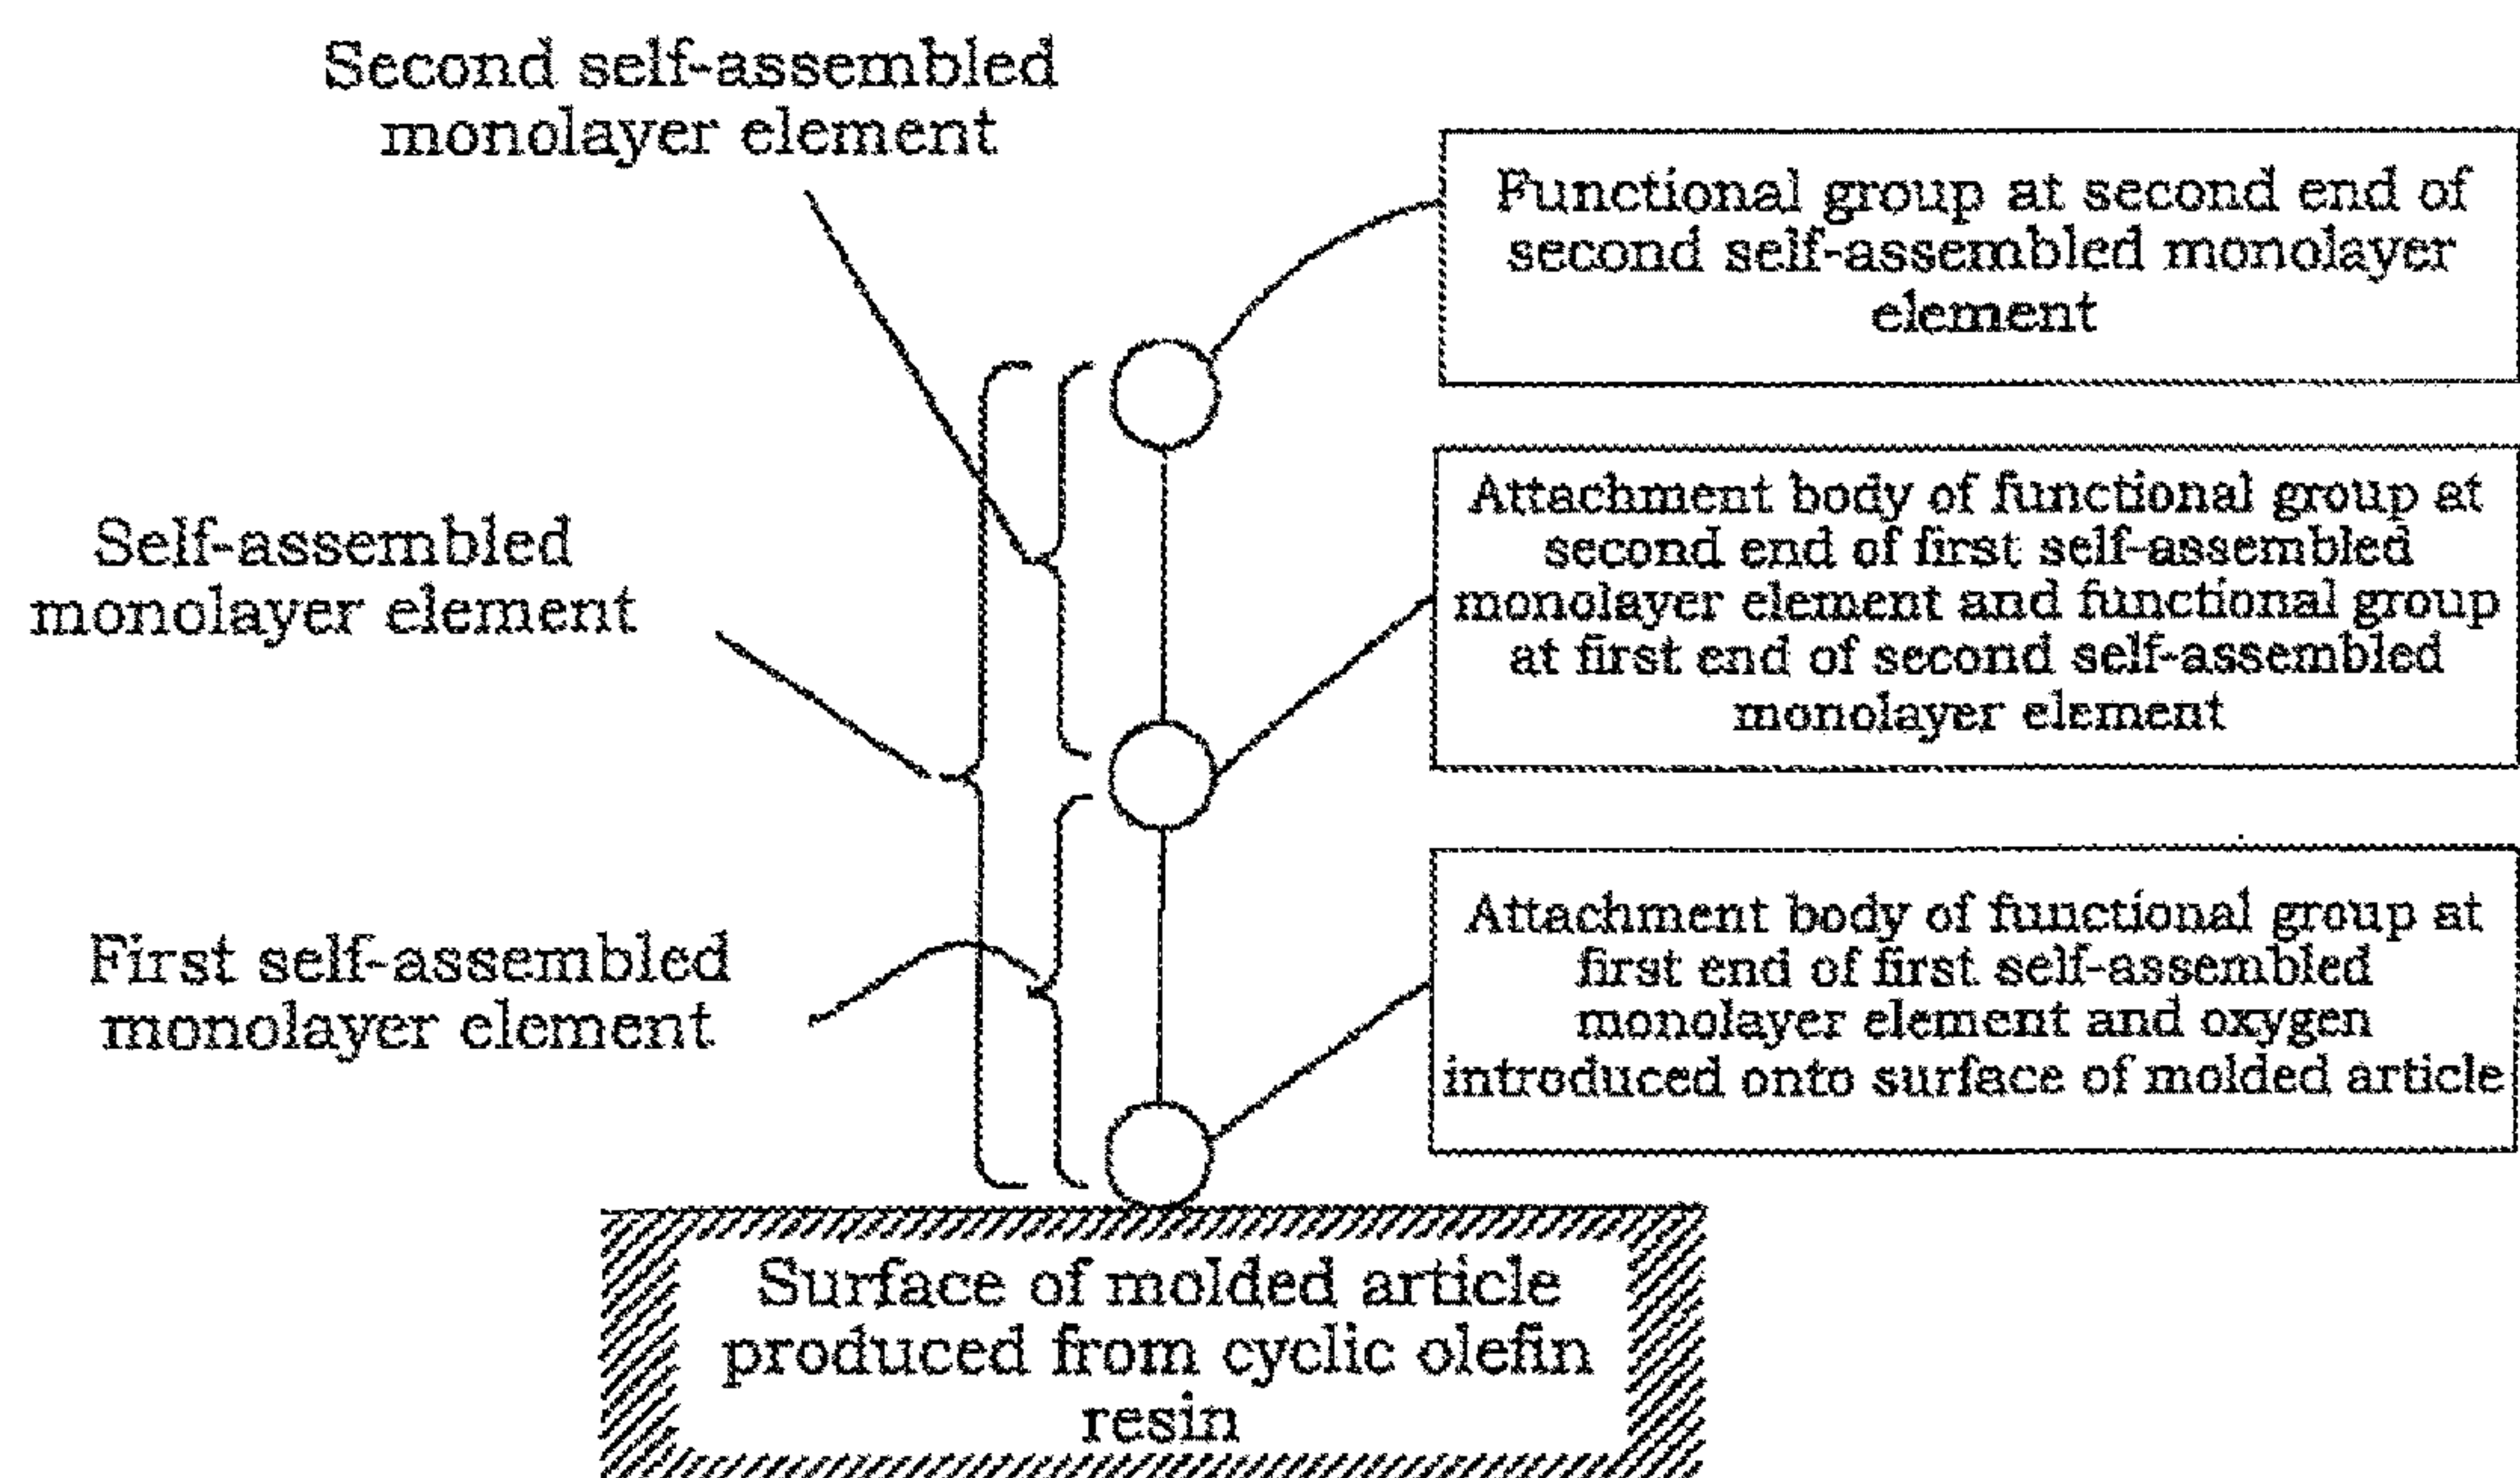 Second self-assembled
monolayer element
Functional group at second end of
second self-assembled monolayer
element
Self-assembled
monolayer element
Attachment body of functional group at
second end of first self-assembled
monolayer element and functional group
at first end of second self-assembled
monolayer element
First self-assembled
monolayer element
Attachment body of functional group at
first end of first self-assembled
monolayer element and oxygen
introduced onto surface of molded article
Surface of molded article
produced from cyclic olefin
resin